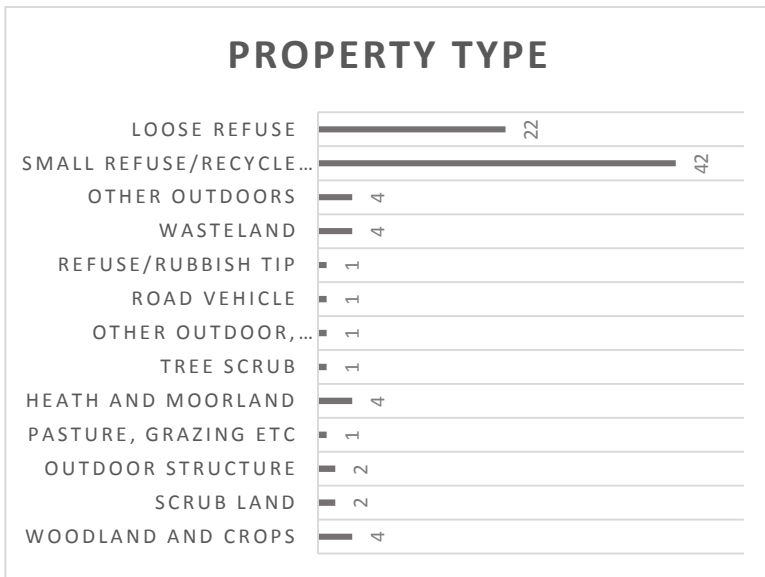 PROPERTY TYPE
LOOSE REFUSE 22
SMALL REFUSE/RECYCLE... 42
OTHER OUTDOORS 4
WASTELAND 4
REFUSE/RUBBISH TIP 1
ROAD VEHICLE 1
OTHER OUTDOOR,... 1
TREE SCRUB 1
HEATH AND MOORLAND 4
PASTURE, GRAZING ETC 1
OUTDOOR STRUCTURE 2
SCRUB LAND 2
WOODLAND AND CROPS 4